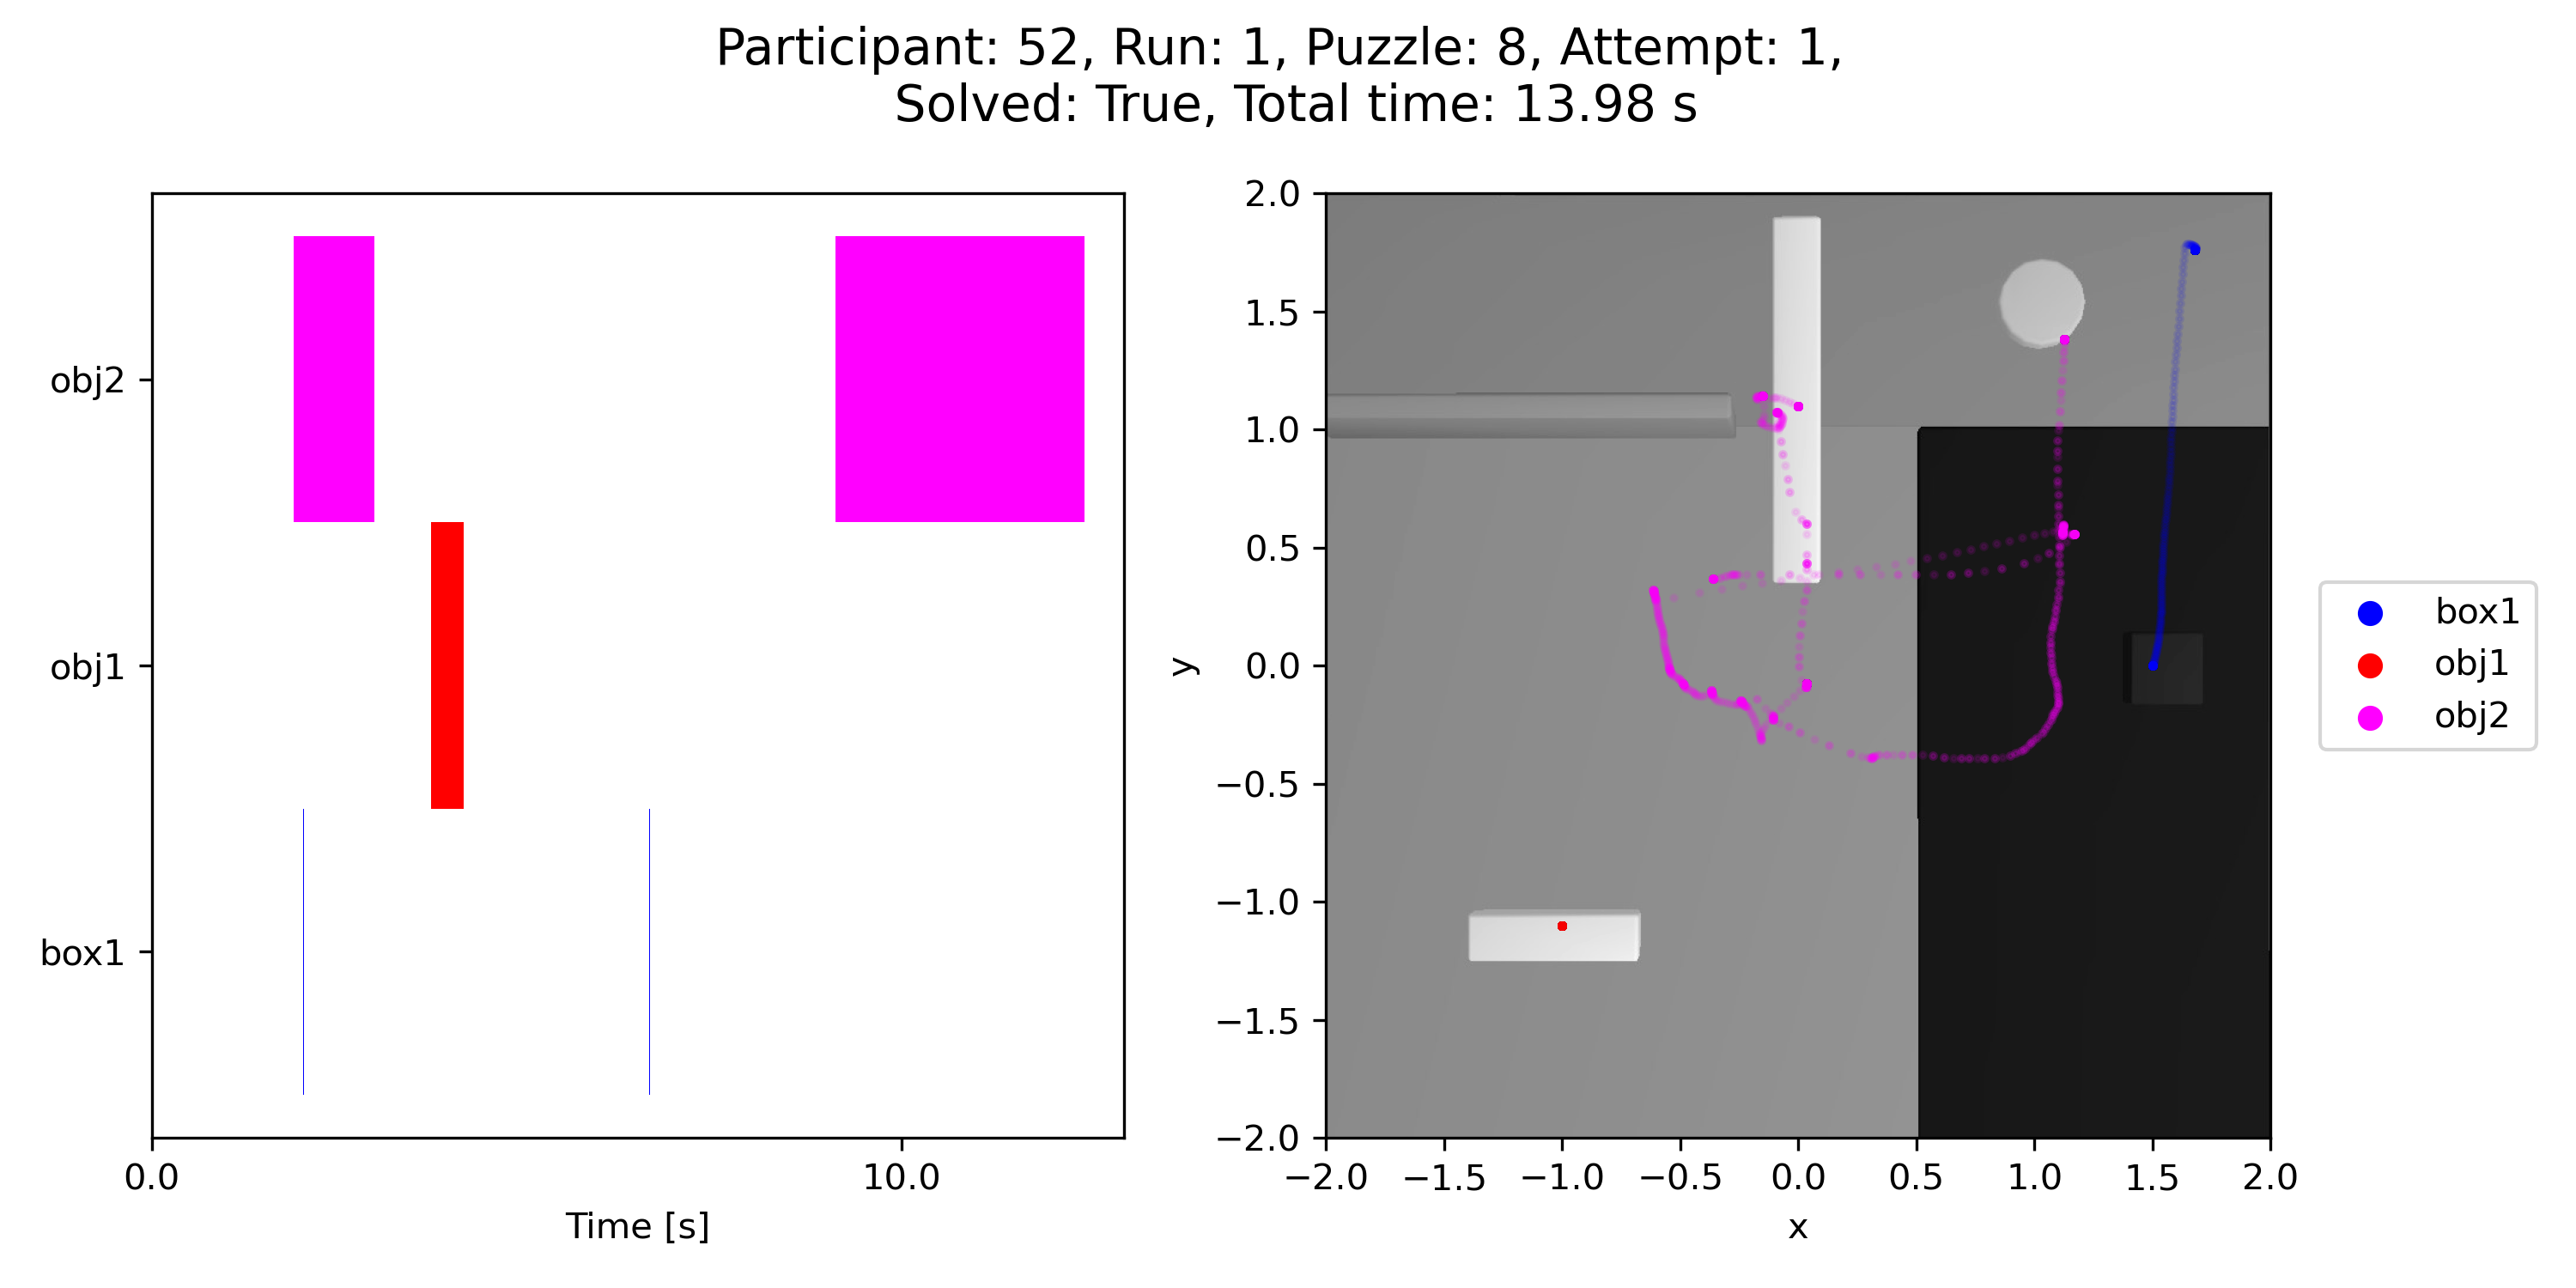 Participant: 52, Run: 1, Puzzle: 8, Attempt: 1,
Solved: True, Total time: 13.98 s
obj2
obj1
box1
0.0
10.0
Time [s]
2.0
1.5
1.0
0.5
0.0
−0.5
−1.0
−1.5
−2.0
y
−2.0
−1.5
−1.0
−0.5
0.0
0.5
1.0
1.5
2.0
x
box1
obj1
obj2